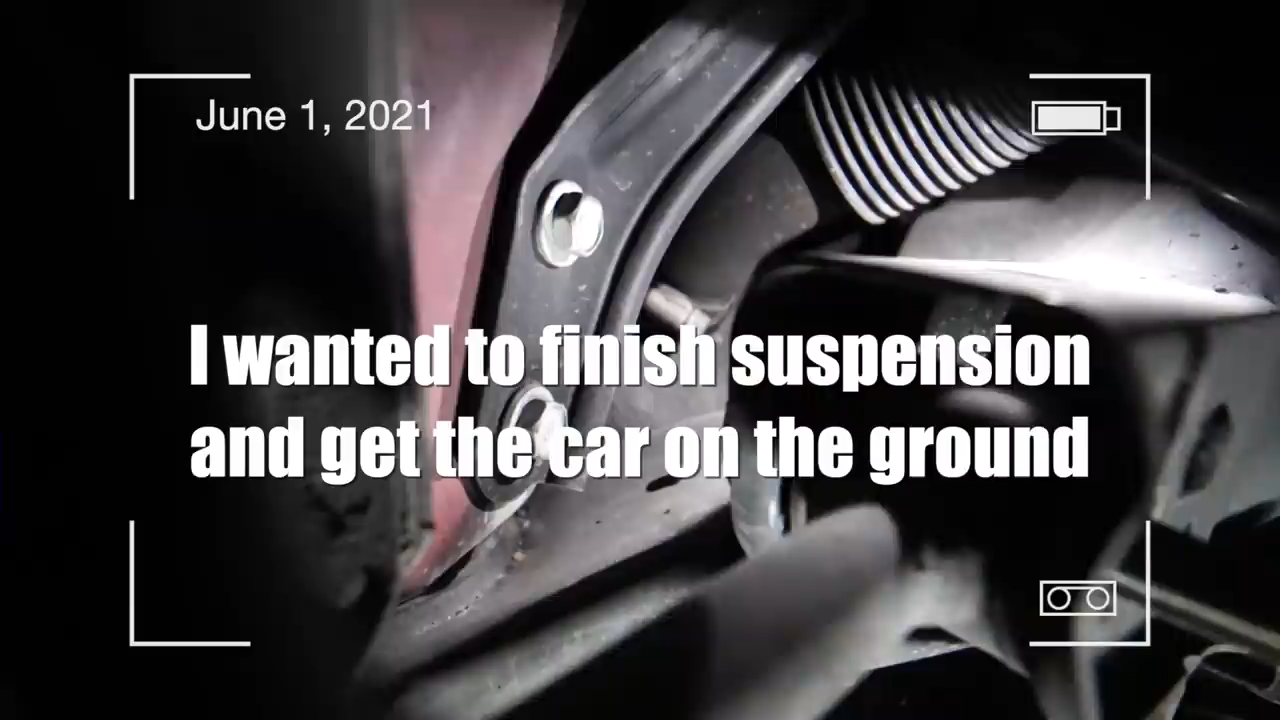 June 1, 2021
I wanted to finish suspension
and get the car on the ground